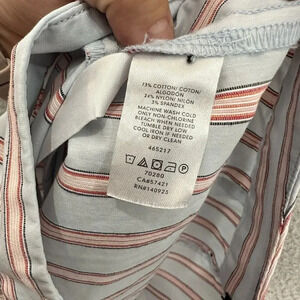 73% COTTON/COTON/
ALGODÓN
24% NYLON/NILÓN
3% SPANDEX
MACHINE WASH COLD
ONLY NON-CHLORINE
BLEACH WHEN NEEDED
TUMBLE DRY LOW
COOL IRON IF NEEDED
OR DRY CLEAN
465217
70280
CA#57421
RN#140925